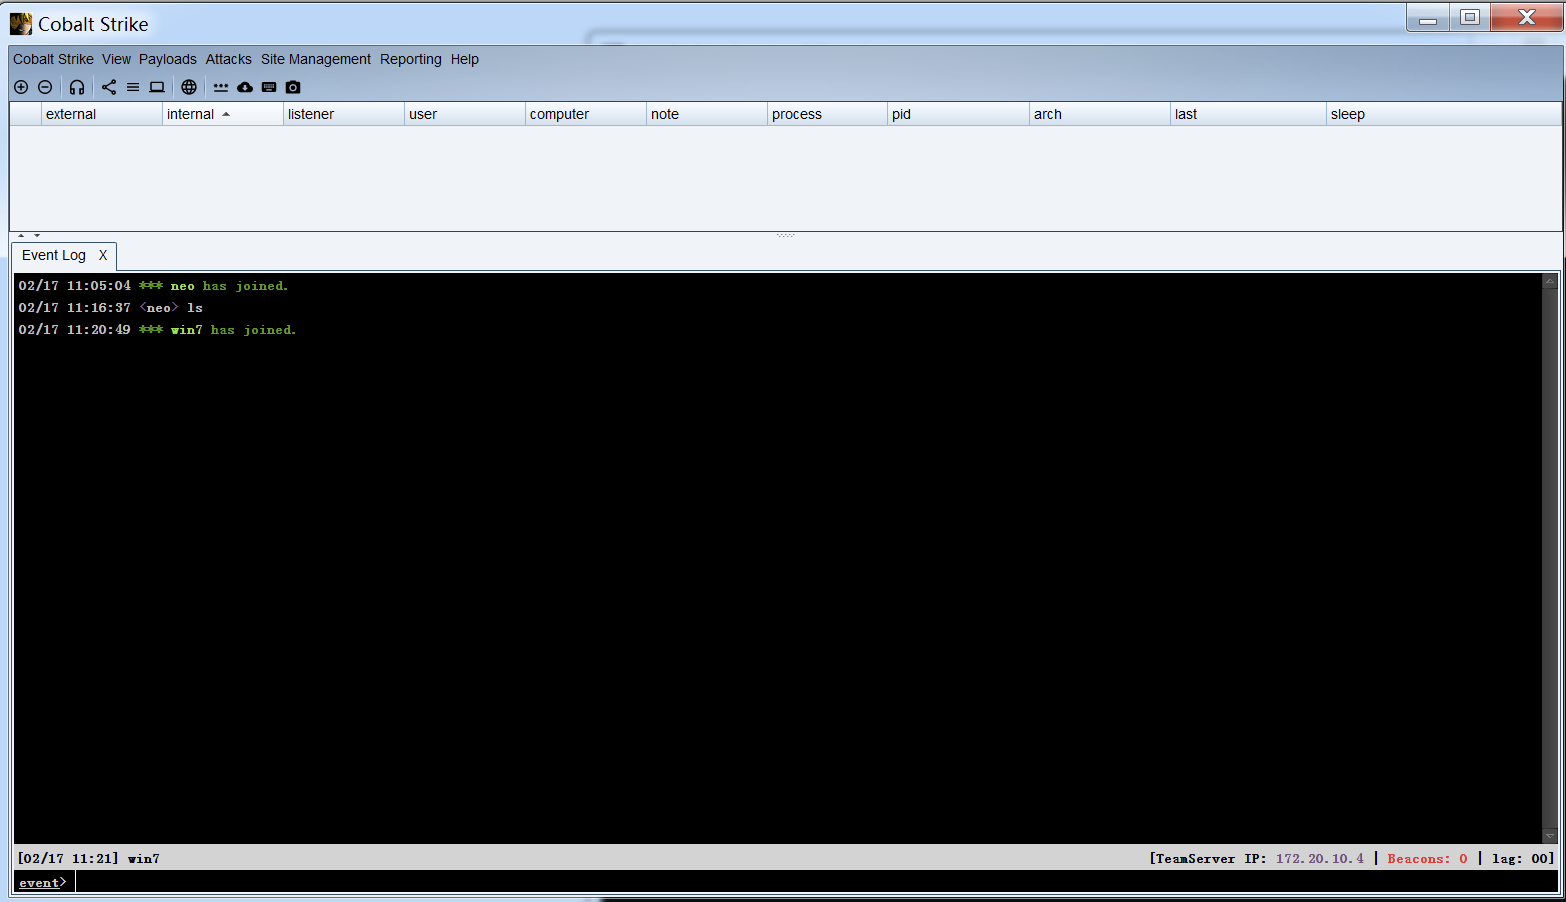 Cobalt Strike
Cobalt Strike View Payloads Attacks Site Management Reporting Help
external internal listener user computer note process pid arch last sleep
Event Log X
02/17 11:05:04 *** neo has joined.
02/17 11:16:37 <neo> ls
02/17 11:20:49 *** win7 has joined.
[02/17 11:21] win7 [TeamServer IP: 172.20.10.4 | Beacons: 0 | lag: 00]
event>